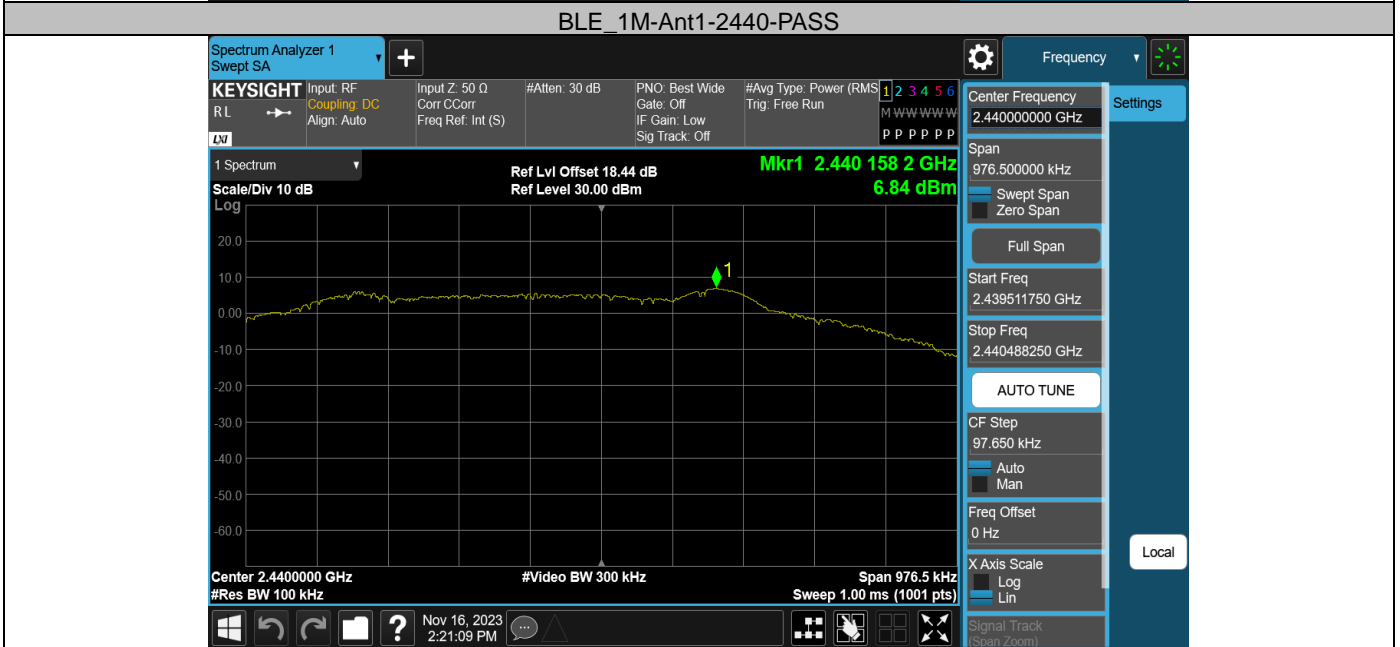 BLE_1M-Ant1-2440-PASS
Spectrum Analyzer 1
Swept SA
Frequency
KEYSIGHT
RL
LXI
Input: RF
Coupling: DC
Align: Auto
Input Z: 50 Ω
Corr CCorr
Freq Ref: Int (S)
#Atten: 30 dB
PNO: Best Wide
Gate: Off
IF Gain: Low
Sig Track: Off
#Avg Type: Power (RMS
Trig: Free Run
1 2 3 4 5 6
M W W W W W
P P P P P P
Center Frequency
2.440000000 GHz
Settings
Span
976.500000 kHz
Swept Span
Zero Span
Full Span
Start Freq
2.439511750 GHz
Stop Freq
2.440488250 GHz
AUTO TUNE
CF Step
97.650 kHz
Auto
Man
Freq Offset
0 Hz
X Axis Scale
Log
Lin
Signal Track
(Span Zoom)
Local
1 Spectrum
Scale/Div 10 dB
Log
Ref Lvl Offset 18.44 dB
Ref Level 30.00 dBm
Mkr1 2.440 158 2 GHz
6.84 dBm
1
20.0
10.0
0.00
-10.0
-20.0
-30.0
-40.0
-50.0
-60.0
Center 2.4400000 GHz
#Res BW 100 kHz
#Video BW 300 kHz
Span 976.5 kHz
Sweep 1.00 ms (1001 pts)
?
Nov 16, 2023
2:21:09 PM